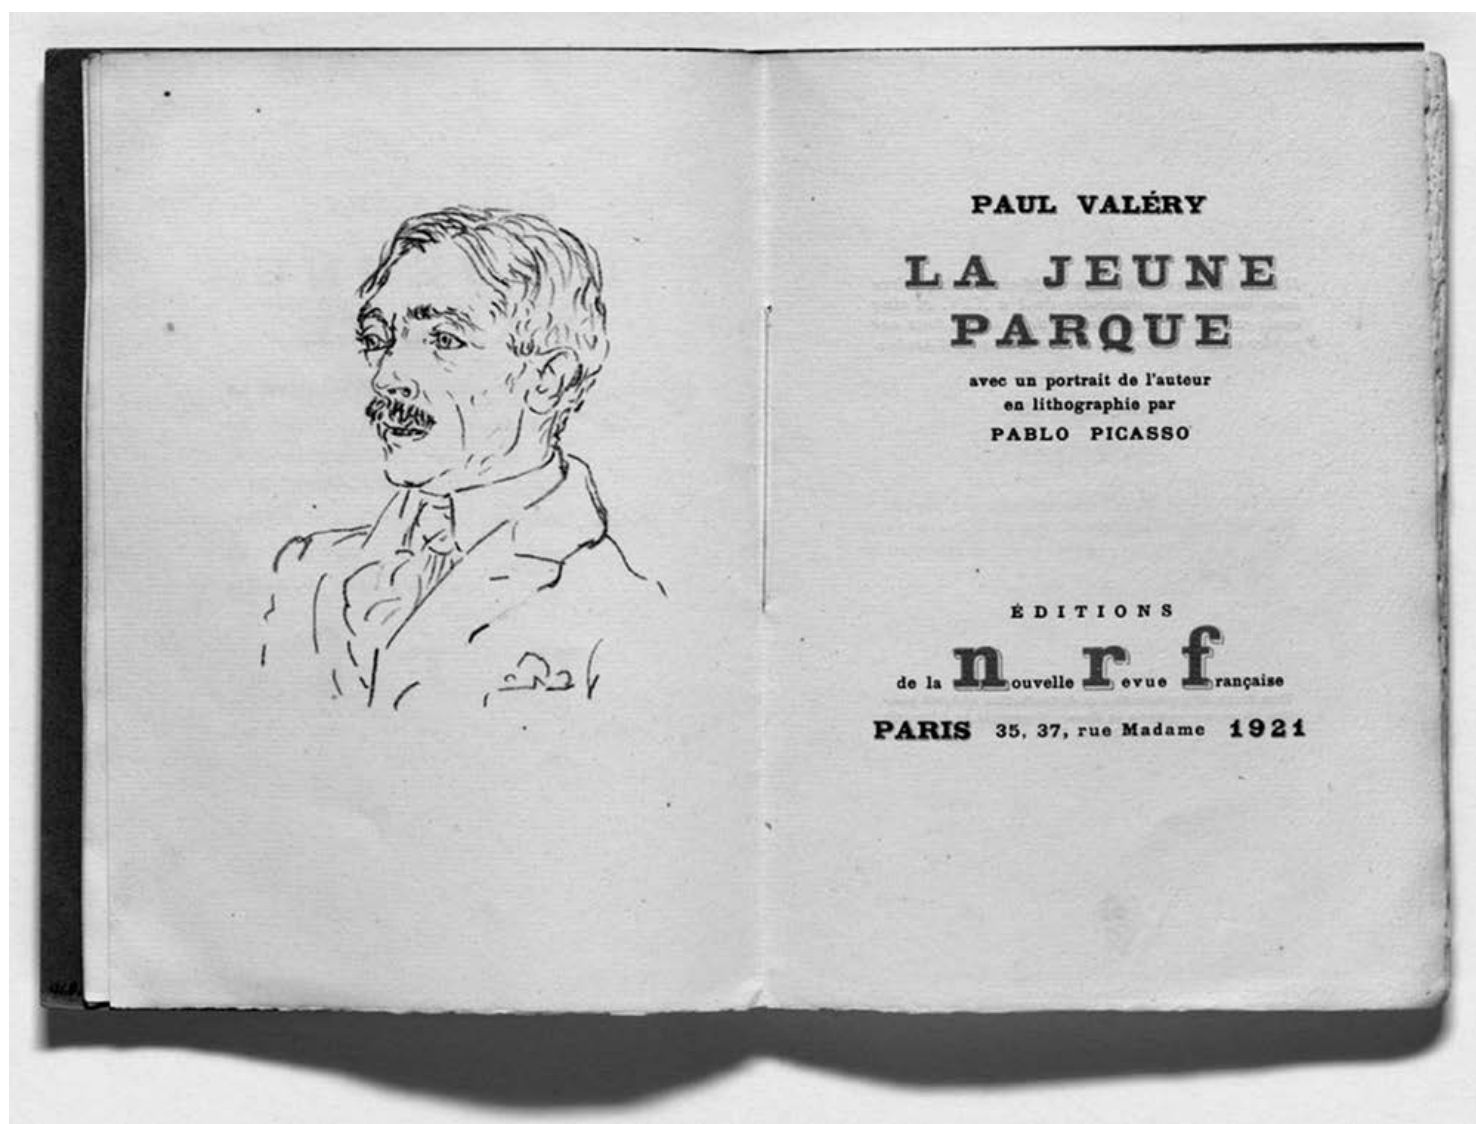 PAUL VALÉRY
LA JEUNE
PARQUE
avec un portrait de l'auteur
en lithographie par
PABLO PICASSO
ÉDITIONS
de la nouvelle revue française
PARIS 35, 37, rue Madame 1921